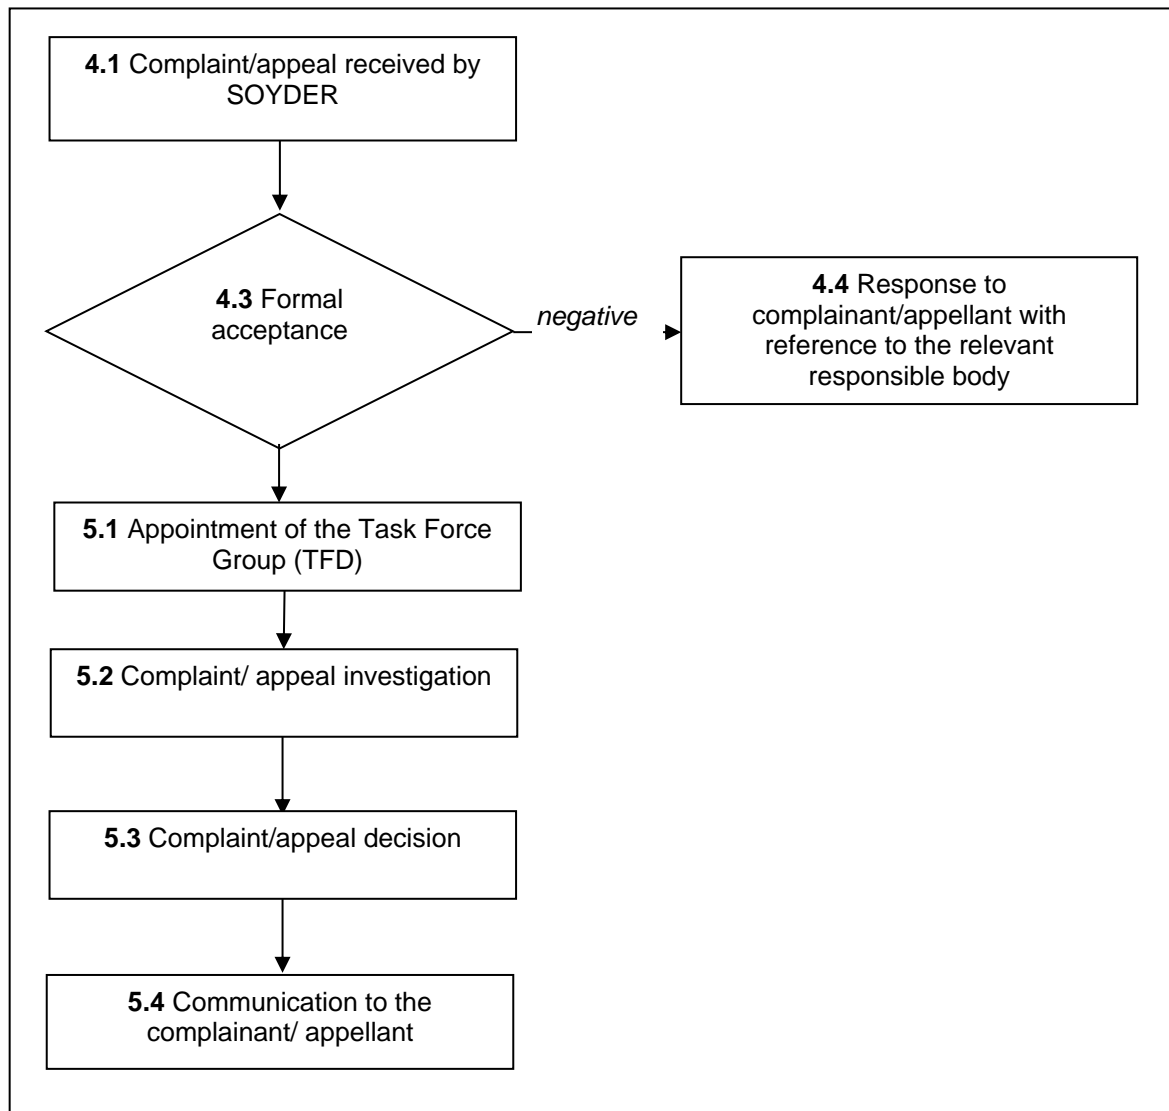 4.1 Complaint/appeal received by
SOYDER
4.3 Formal
acceptance
negative
4.4 Response to
complainant/appellant with
reference to the relevant
responsible body
5.1 Appointment of the Task Force
Group (TFD)
5.2 Complaint/ appeal investigation
5.3 Complaint/appeal decision
5.4 Communication to the
complainant/ appellant